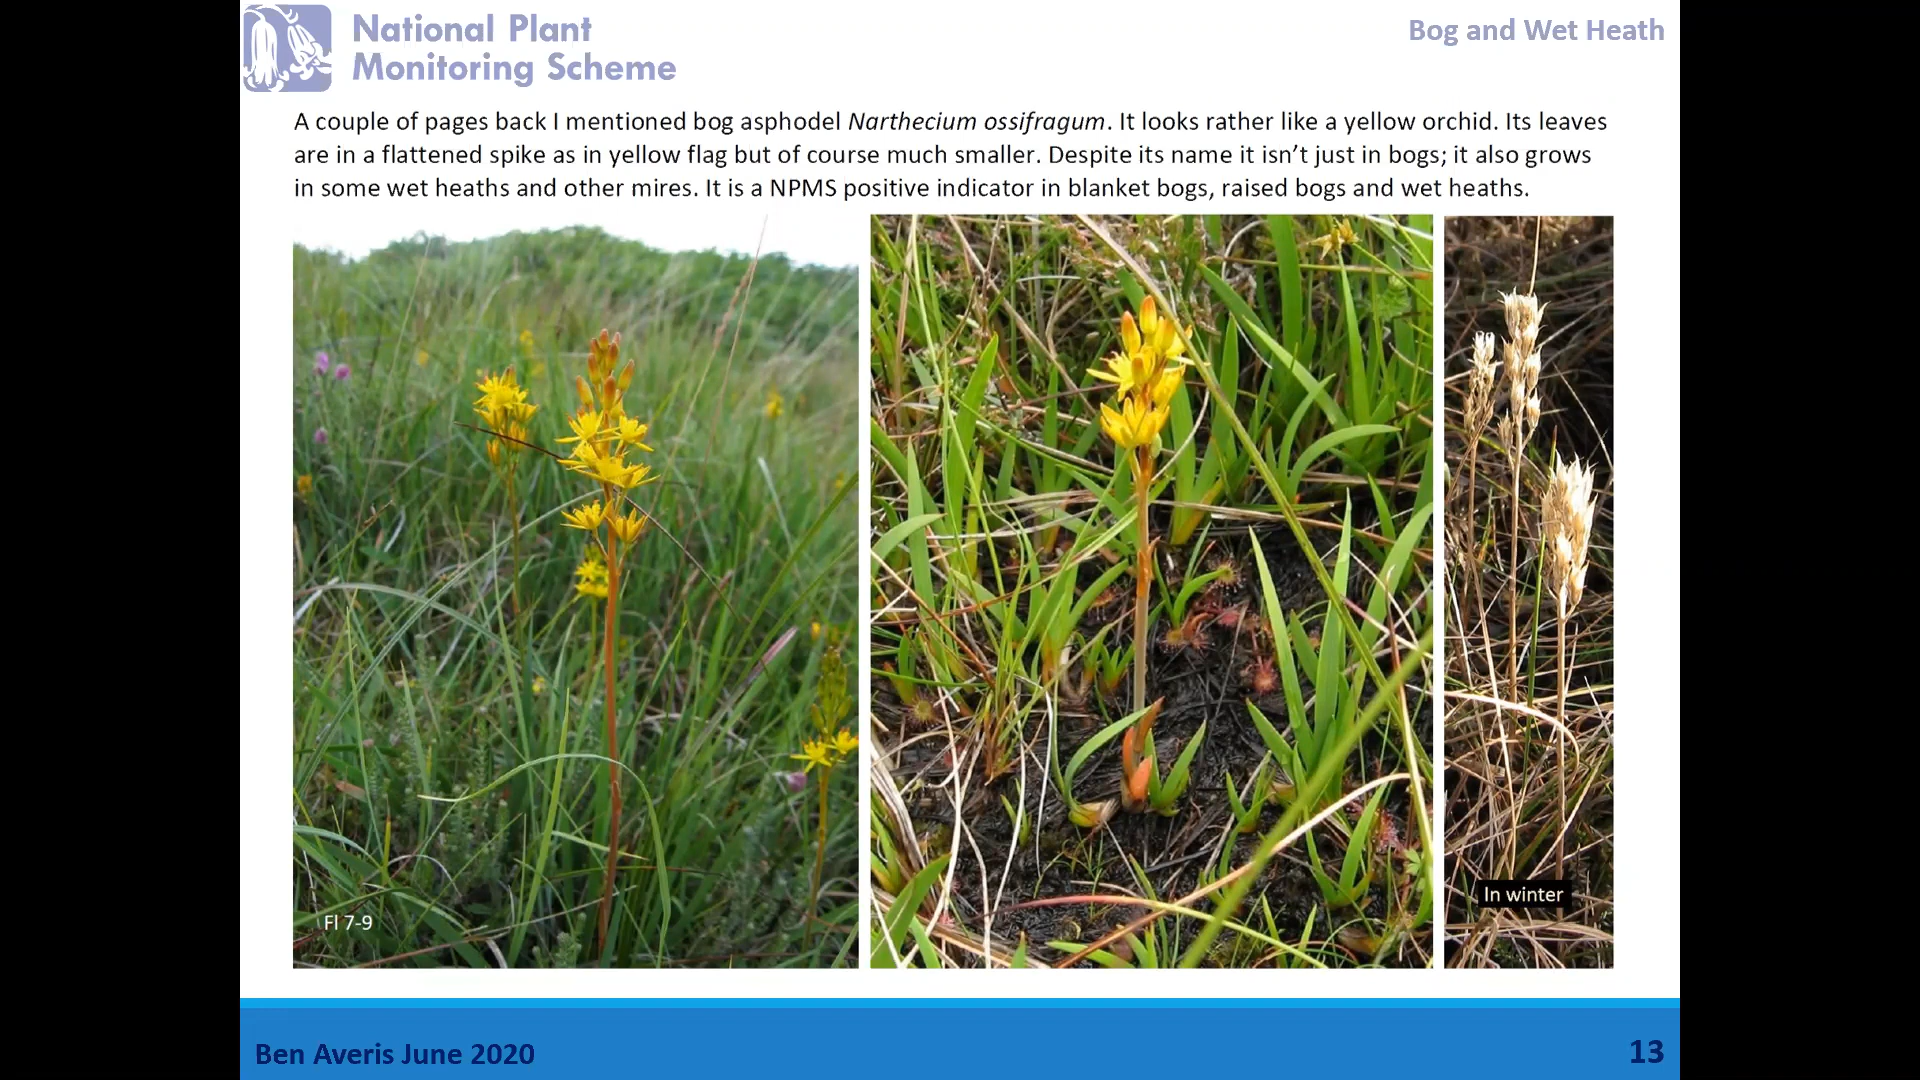 National Plant
Monitoring Scheme
Bog and Wet Heath
A couple of pages back I mentioned bog asphodel Narthecium ossifragum. It looks rather like a yellow orchid. Its leaves
are in a flattened spike as in yellow flag but of course much smaller. Despite its name it isn’t just in bogs; it also grows
in some wet heaths and other mires. It is a NPMS positive indicator in blanket bogs, raised bogs and wet heaths.
Fl 7-9
In winter
Ben Averis June 2020
13